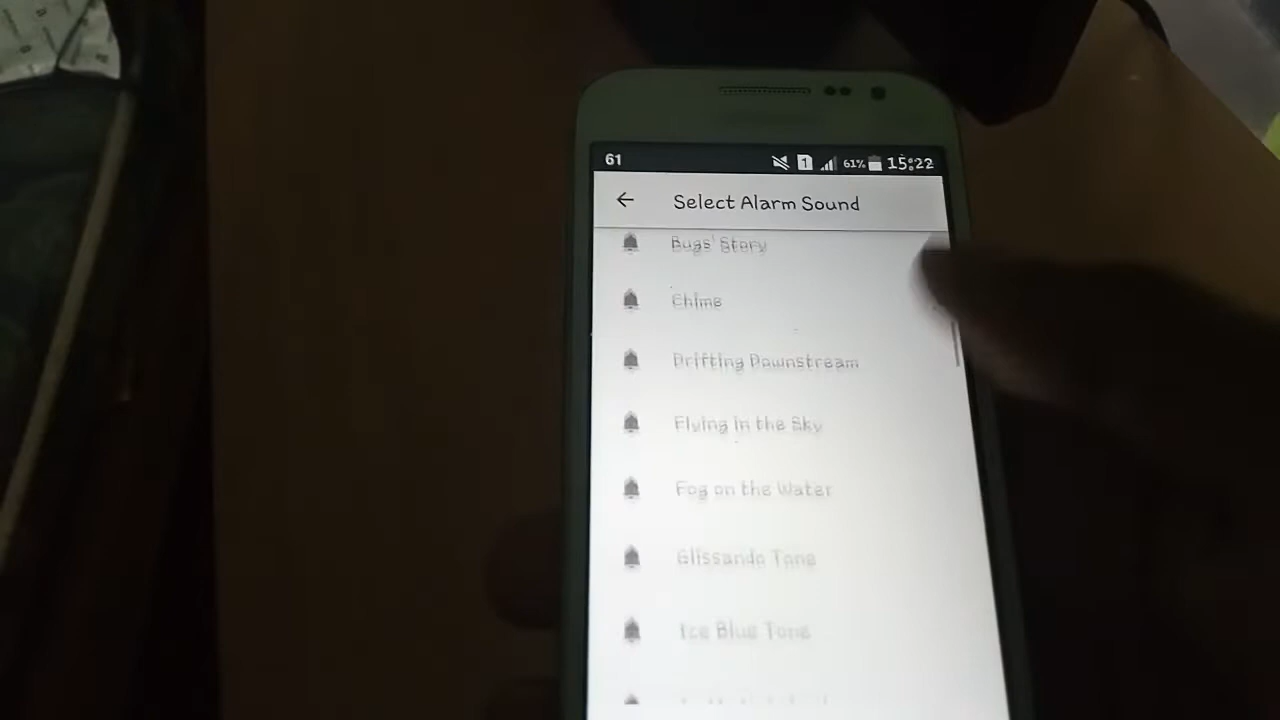 61 1 61% 15:22
Select Alarm Sound
Bugs' Story
Chime
Drifting Downstream
Flying in the Sky
Fog on the Water
Glissando Tone
Ice Blue Tone